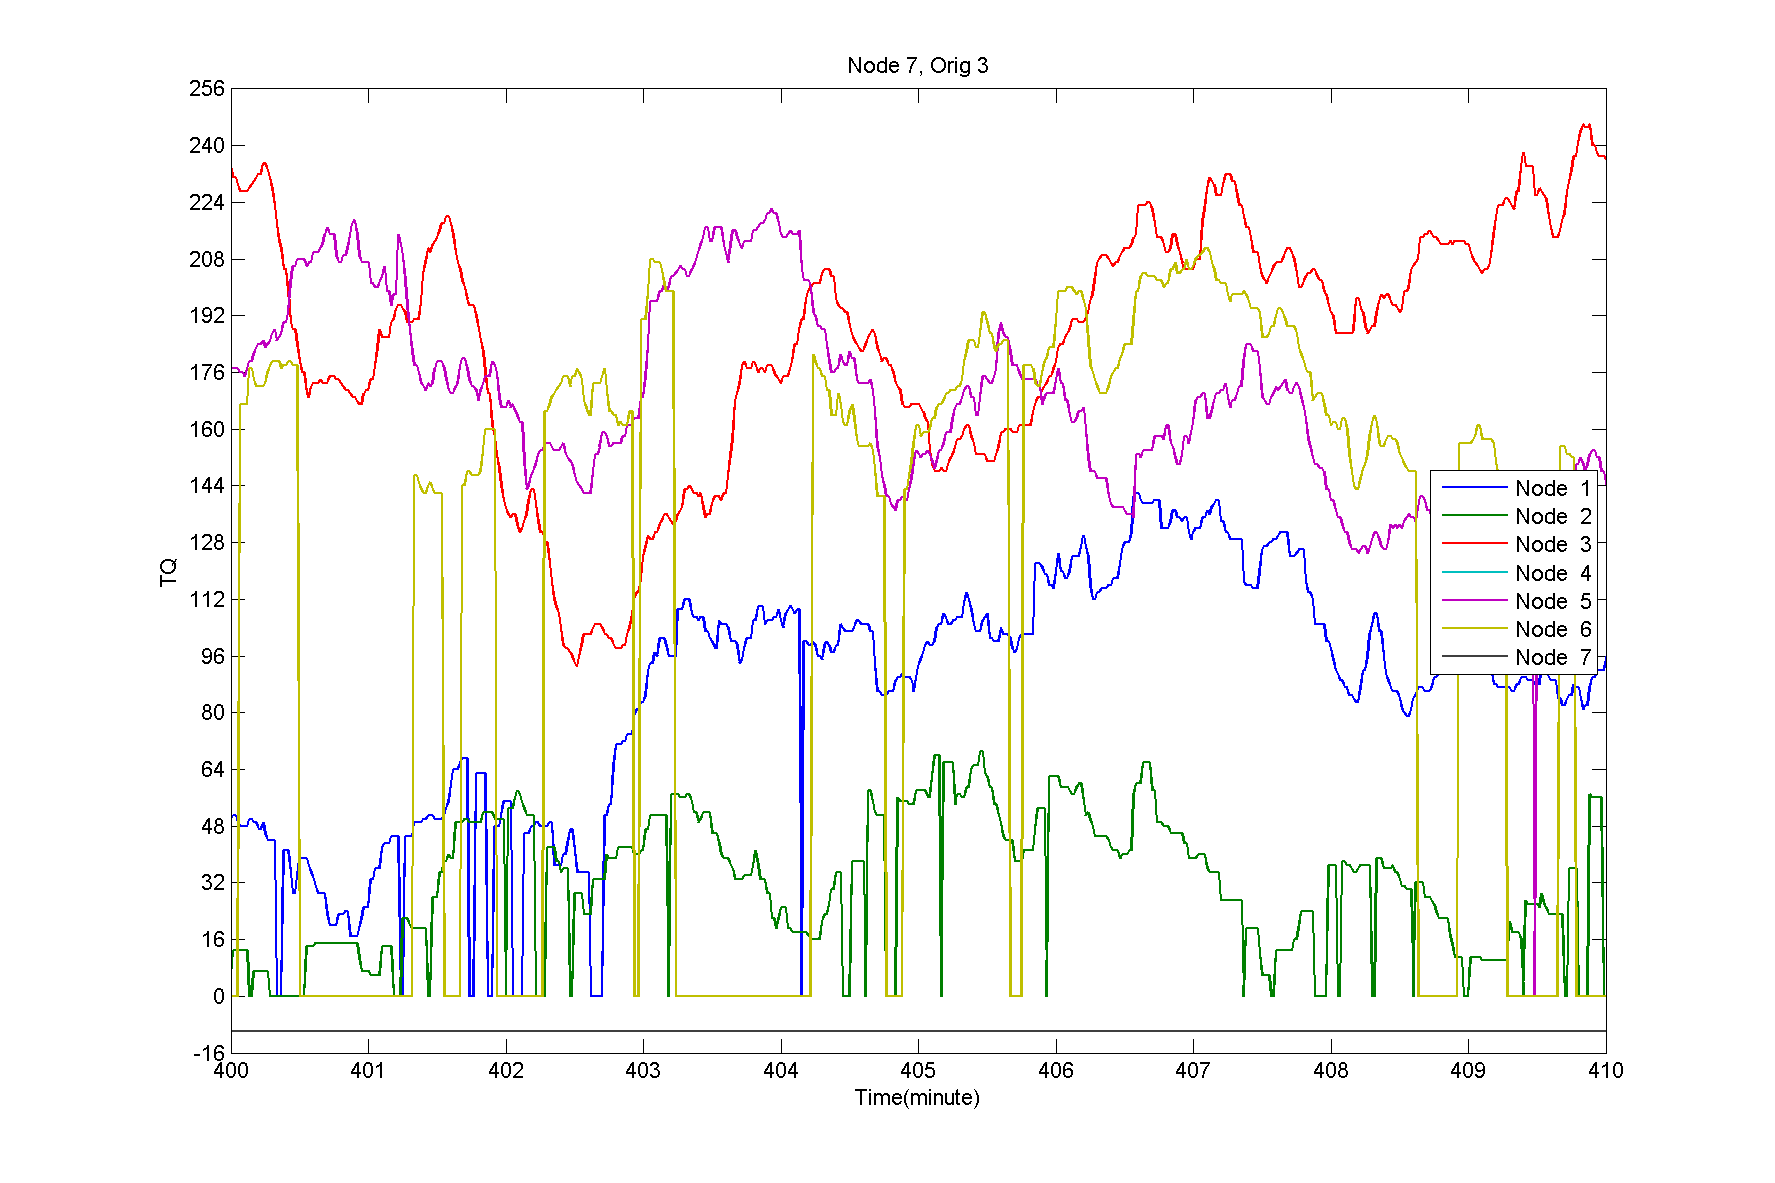 Node 7, Orig 3
256
240
224
208
192
176
160
144
128
112
96
80
64
48
32
16
0
-16
TQ
400 401 402 403 404 405 406 407 408 409 410
Time(minute)
Node 1
Node 2
Node 3
Node 4
Node 5
Node 6
Node 7